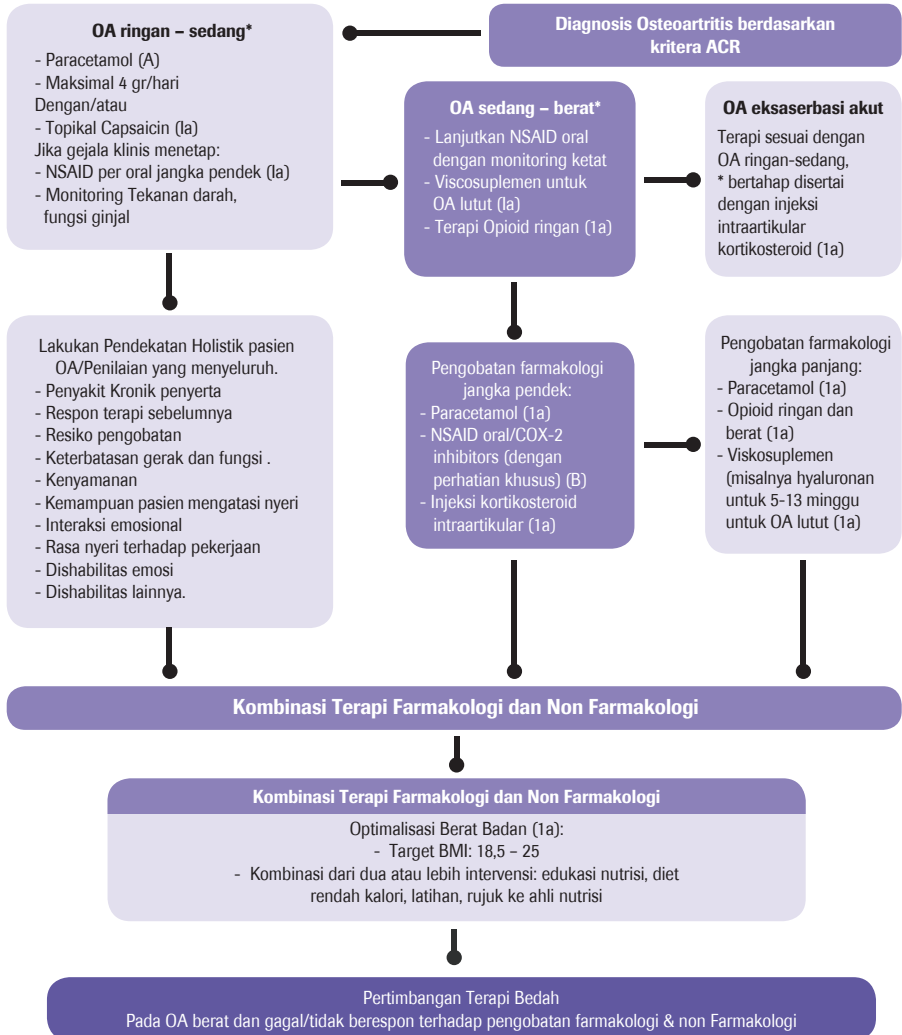 Diagnosis Osteoartritis berdasarkan
kritera ACR
OA ringan – sedang*
- Paracetamol (A)
- Maksimal 4 gr/hari
Dengan/atau
- Topikal Capsaicin (Ia)
Jika gejala klinis menetap:
- NSAID per oral jangka pendek (Ia)
- Monitoring Tekanan darah,
fungsi ginjal
OA sedang – berat*
- Lanjutkan NSAID oral
dengan monitoring ketat
- Viscosuplemen untuk
OA lutut (Ia)
- Terapi Opioid ringan (1a)
OA eksaserbasi akut
Terapi sesuai dengan
OA ringan-sedang,
* bertahap disertai
dengan injeksi
intraartikular
kortikosteroid (1a)
Lakukan Pendekatan Holistik pasien
OA/Penilaian yang menyeluruh.
- Penyakit Kronik penyerta
- Respon terapi sebelumnya
- Resiko pengobatan
- Keterbatasan gerak dan fungsi .
- Kenyamanan
- Kemampuan pasien mengatasi nyeri
- Interaksi emosional
- Rasa nyeri terhadap pekerjaan
- Dishabilitas emosi
- Dishabilitas lainnya.
Pengobatan farmakologi
jangka pendek:
- Paracetamol (1a)
- NSAID oral/COX-2
inhibitors (dengan
perhatian khusus) (B)
- Injeksi kortikosteroid
intraartikular (1a)
Pengobatan farmakologi
jangka panjang:
- Paracetamol (1a)
- Opioid ringan dan
berat (1a)
- Viskosuplemen
(misalnya hyaluronan
untuk 5-13 minggu
untuk OA lutut (1a)
Kombinasi Terapi Farmakologi dan Non Farmakologi
Kombinasi Terapi Farmakologi dan Non Farmakologi
Optimalisasi Berat Badan (1a):
- Target BMI: 18,5 – 25
- Kombinasi dari dua atau lebih intervensi: edukasi nutrisi, diet
rendah kalori, latihan, rujuk ke ahli nutrisi
Pertimbangan Terapi Bedah
Pada OA berat dan gagal/tidak berespon terhadap pengobatan farmakologi & non Farmakologi